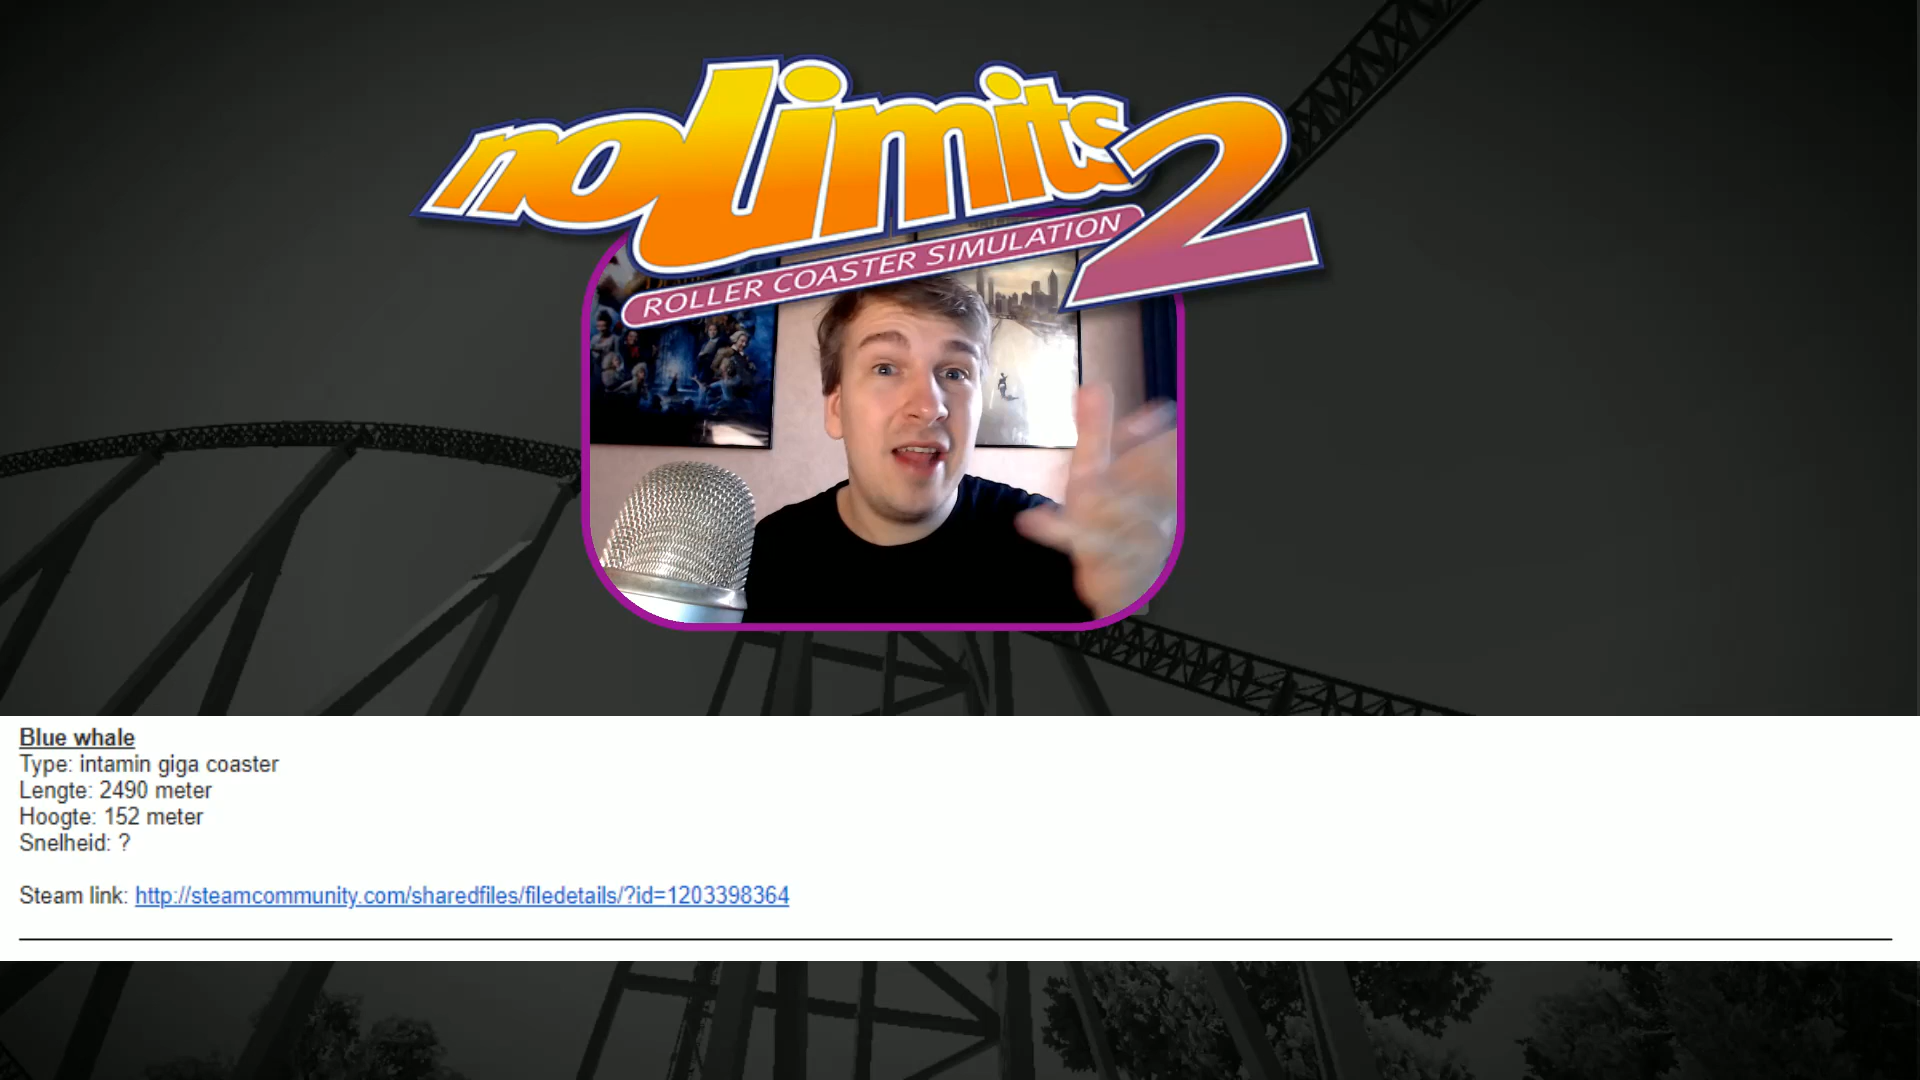 noLimits 2
ROLLER COASTER SIMULATION
Blue whale
Type: intamin giga coaster
Lengte: 2490 meter
Hoogte: 152 meter
Snelheid: ?
Steam link: http://steamcommunity.com/sharedfiles/filedetails/?id=1203398364